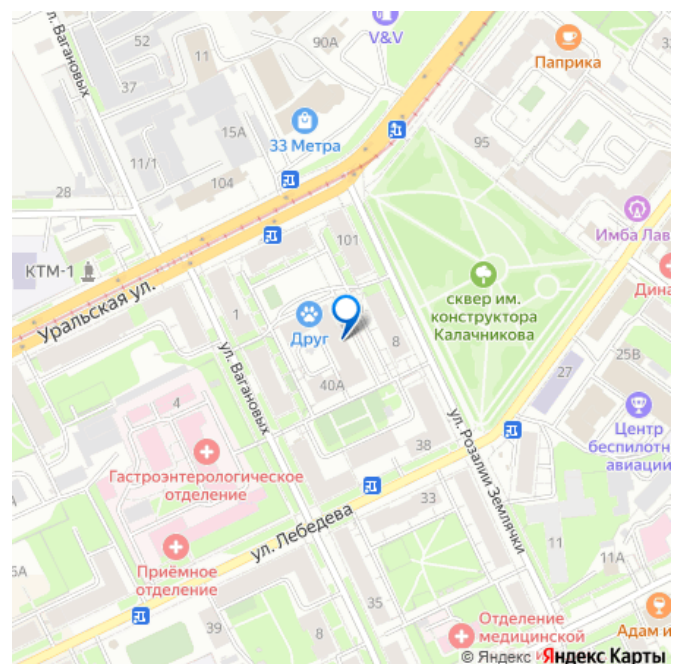 ул. Вагановых
52
11
90А
V&V
Паприка
37
15А
33 Метра
95
11/1
104
28
101
Имба Лав
КТМ-1
Уральская ул.
сквер им.
конструктора
Калачникова
Дина
1
Друг
8
25В
27
ул. Вагановых
40А
4
Центр
беспилотн
авиации
38
ул. Розалии Землячки
Гастроэнтерологическое
отделение
33
ул. Лебедева
11
11А
5А
Приёмное
отделение
35
39
8
Отделение
медицинской
Адам и
© Яндекс Яндекс Карты